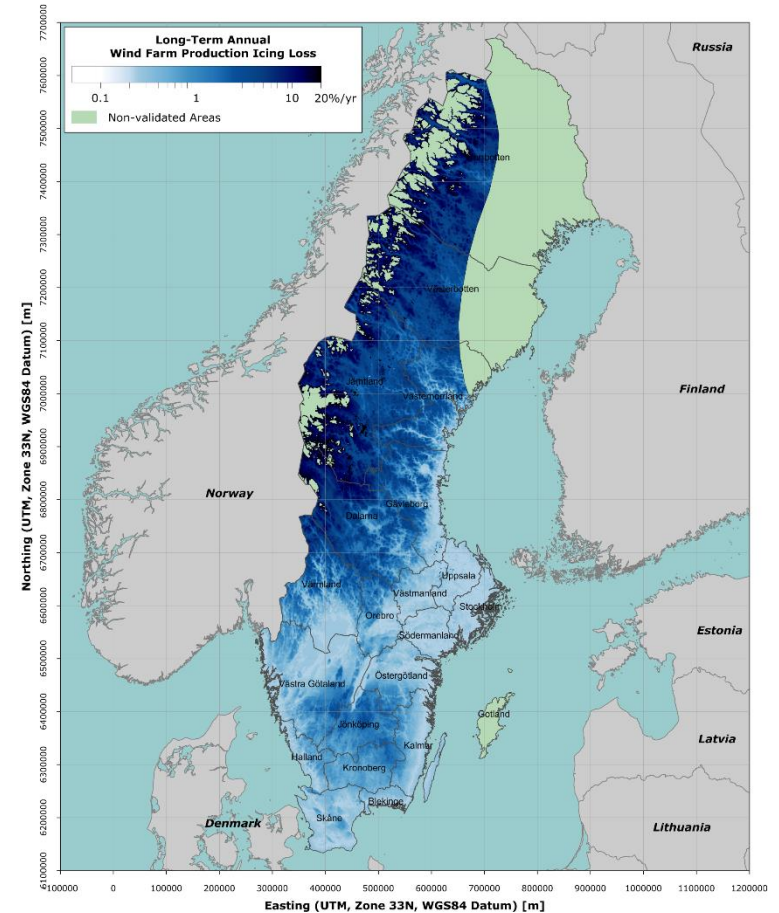 Long-Term Annual
Wind Farm Production Icing Loss
0.1 1 10 20%/yr
Non-validated Areas
Russia
Västerbotten
Jämtland
Västernorrland
Finland
Norway
Gävleborg
Dalarna
Uppsala
Värmland
Västmanland
Stockholm
Örebro
Södermanland
Estonia
Östergötland
Västra Götaland
Gotland
Jönköping
Latvia
Kalmar
Halland
Kronoberg
Blekinge
Skåne
Denmark
Lithuania
7700000
7600000
7500000
7400000
7300000
7200000
7100000
7000000
6900000
6800000
6700000
6600000
6500000
6400000
6300000
6200000
6100000
Northing (UTM, Zone 33N, WGS84 Datum) [m]
0 100000 200000 300000 400000 500000 600000 700000 800000 900000 1000000 1100000 1200000
Easting (UTM, Zone 33N, WGS84 Datum) [m]